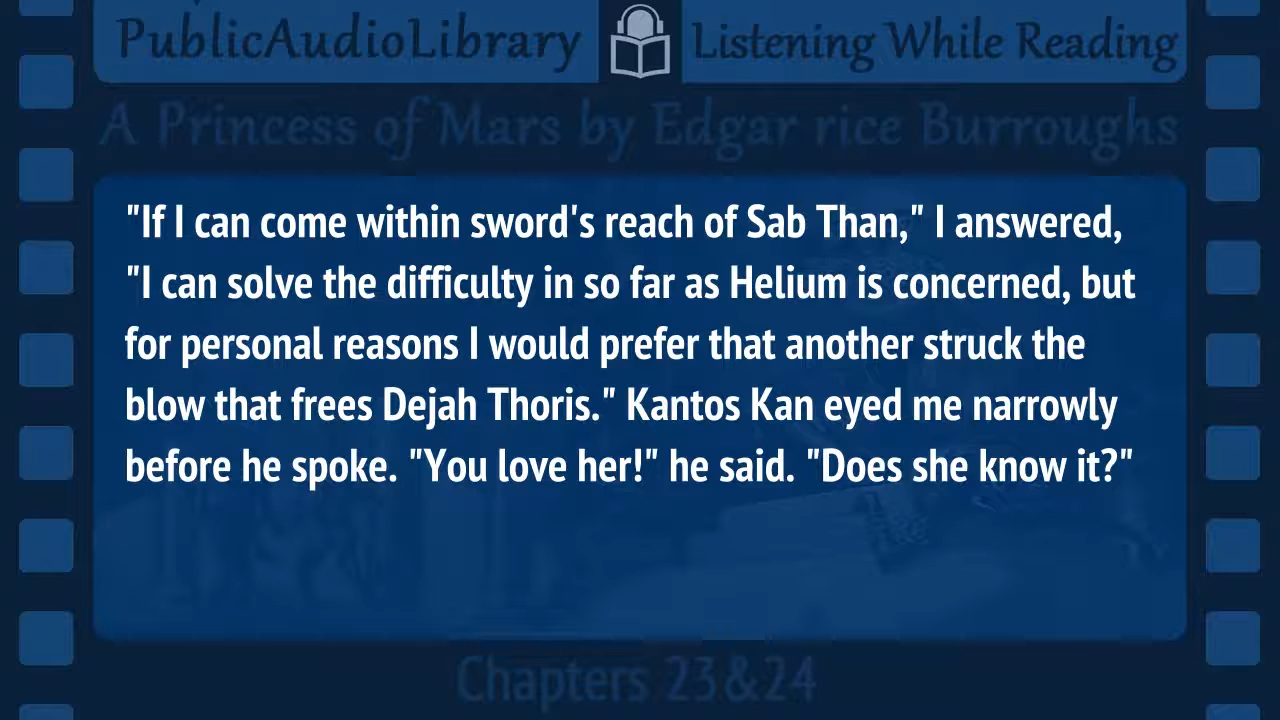 PublicAudioLibrary Listening While Reading
A Princess of Mars by Edgar rice Burroughs
"If I can come within sword's reach of Sab Than," I answered,
"I can solve the difficulty in so far as Helium is concerned, but
for personal reasons I would prefer that another struck the
blow that frees Dejah Thoris." Kantos Kan eyed me narrowly
before he spoke. "You love her!" he said. "Does she know it?"
Chapters 23&24